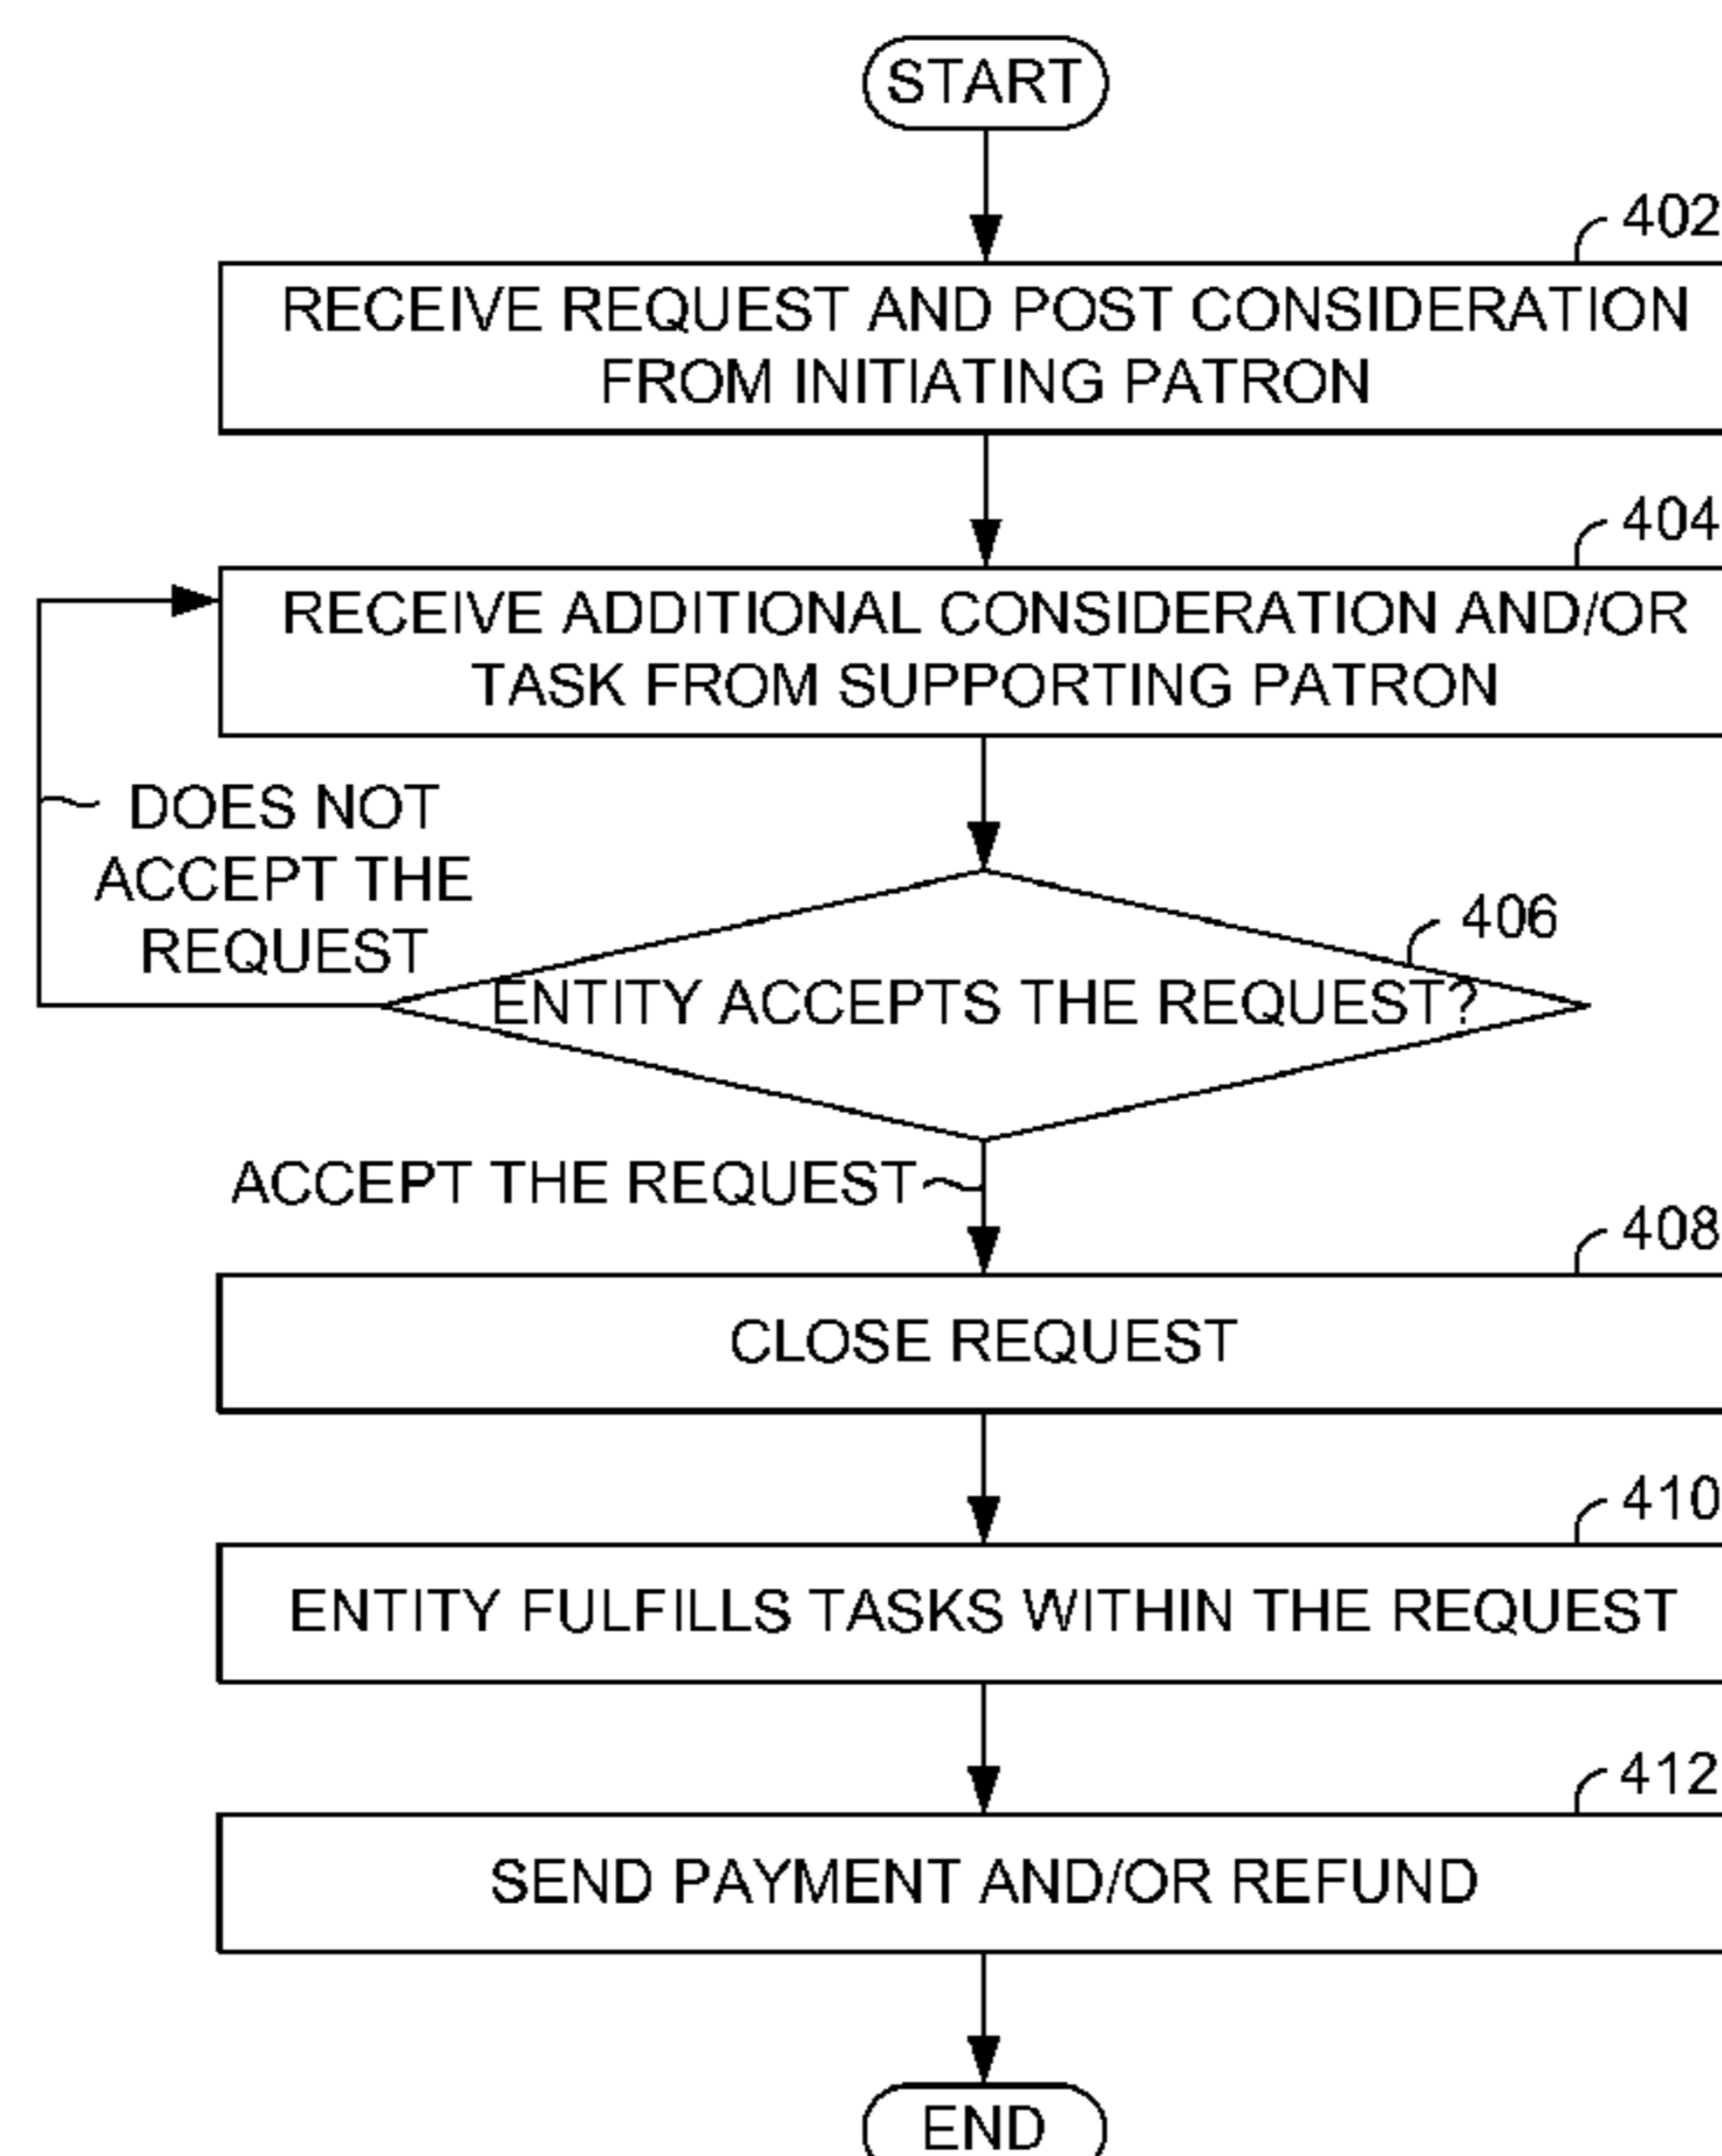 START
402
RECEIVE REQUEST AND POST CONSIDERATION
FROM INITIATING PATRON
404
RECEIVE ADDITIONAL CONSIDERATION AND/OR
TASK FROM SUPPORTING PATRON
DOES NOT
ACCEPT THE
REQUEST
406
ENTITY ACCEPTS THE REQUEST?
ACCEPT THE REQUEST
408
CLOSE REQUEST
410
ENTITY FULFILLS TASKS WITHIN THE REQUEST
412
SEND PAYMENT AND/OR REFUND
END